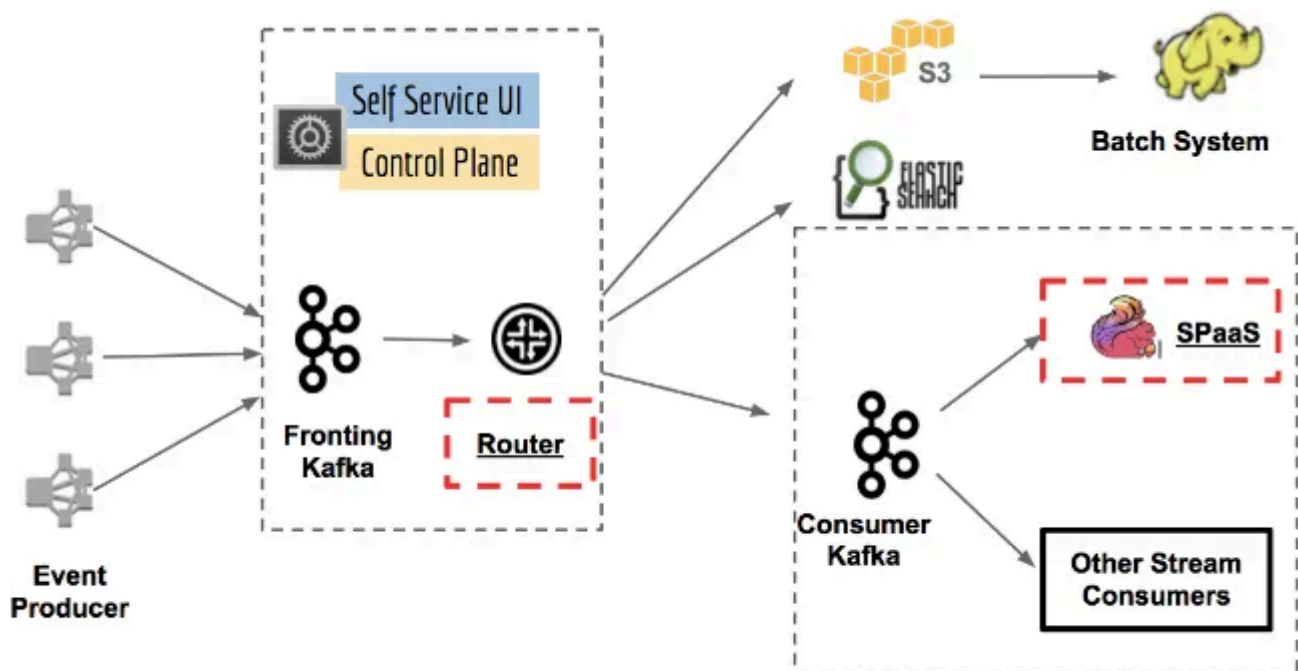 Self Service UI
Control Plane
S3
Batch System
ELASTIC
SEARCH
Fronting
Kafka
Router
SPaaS
Consumer
Kafka
Other Stream
Consumers
Event
Producer